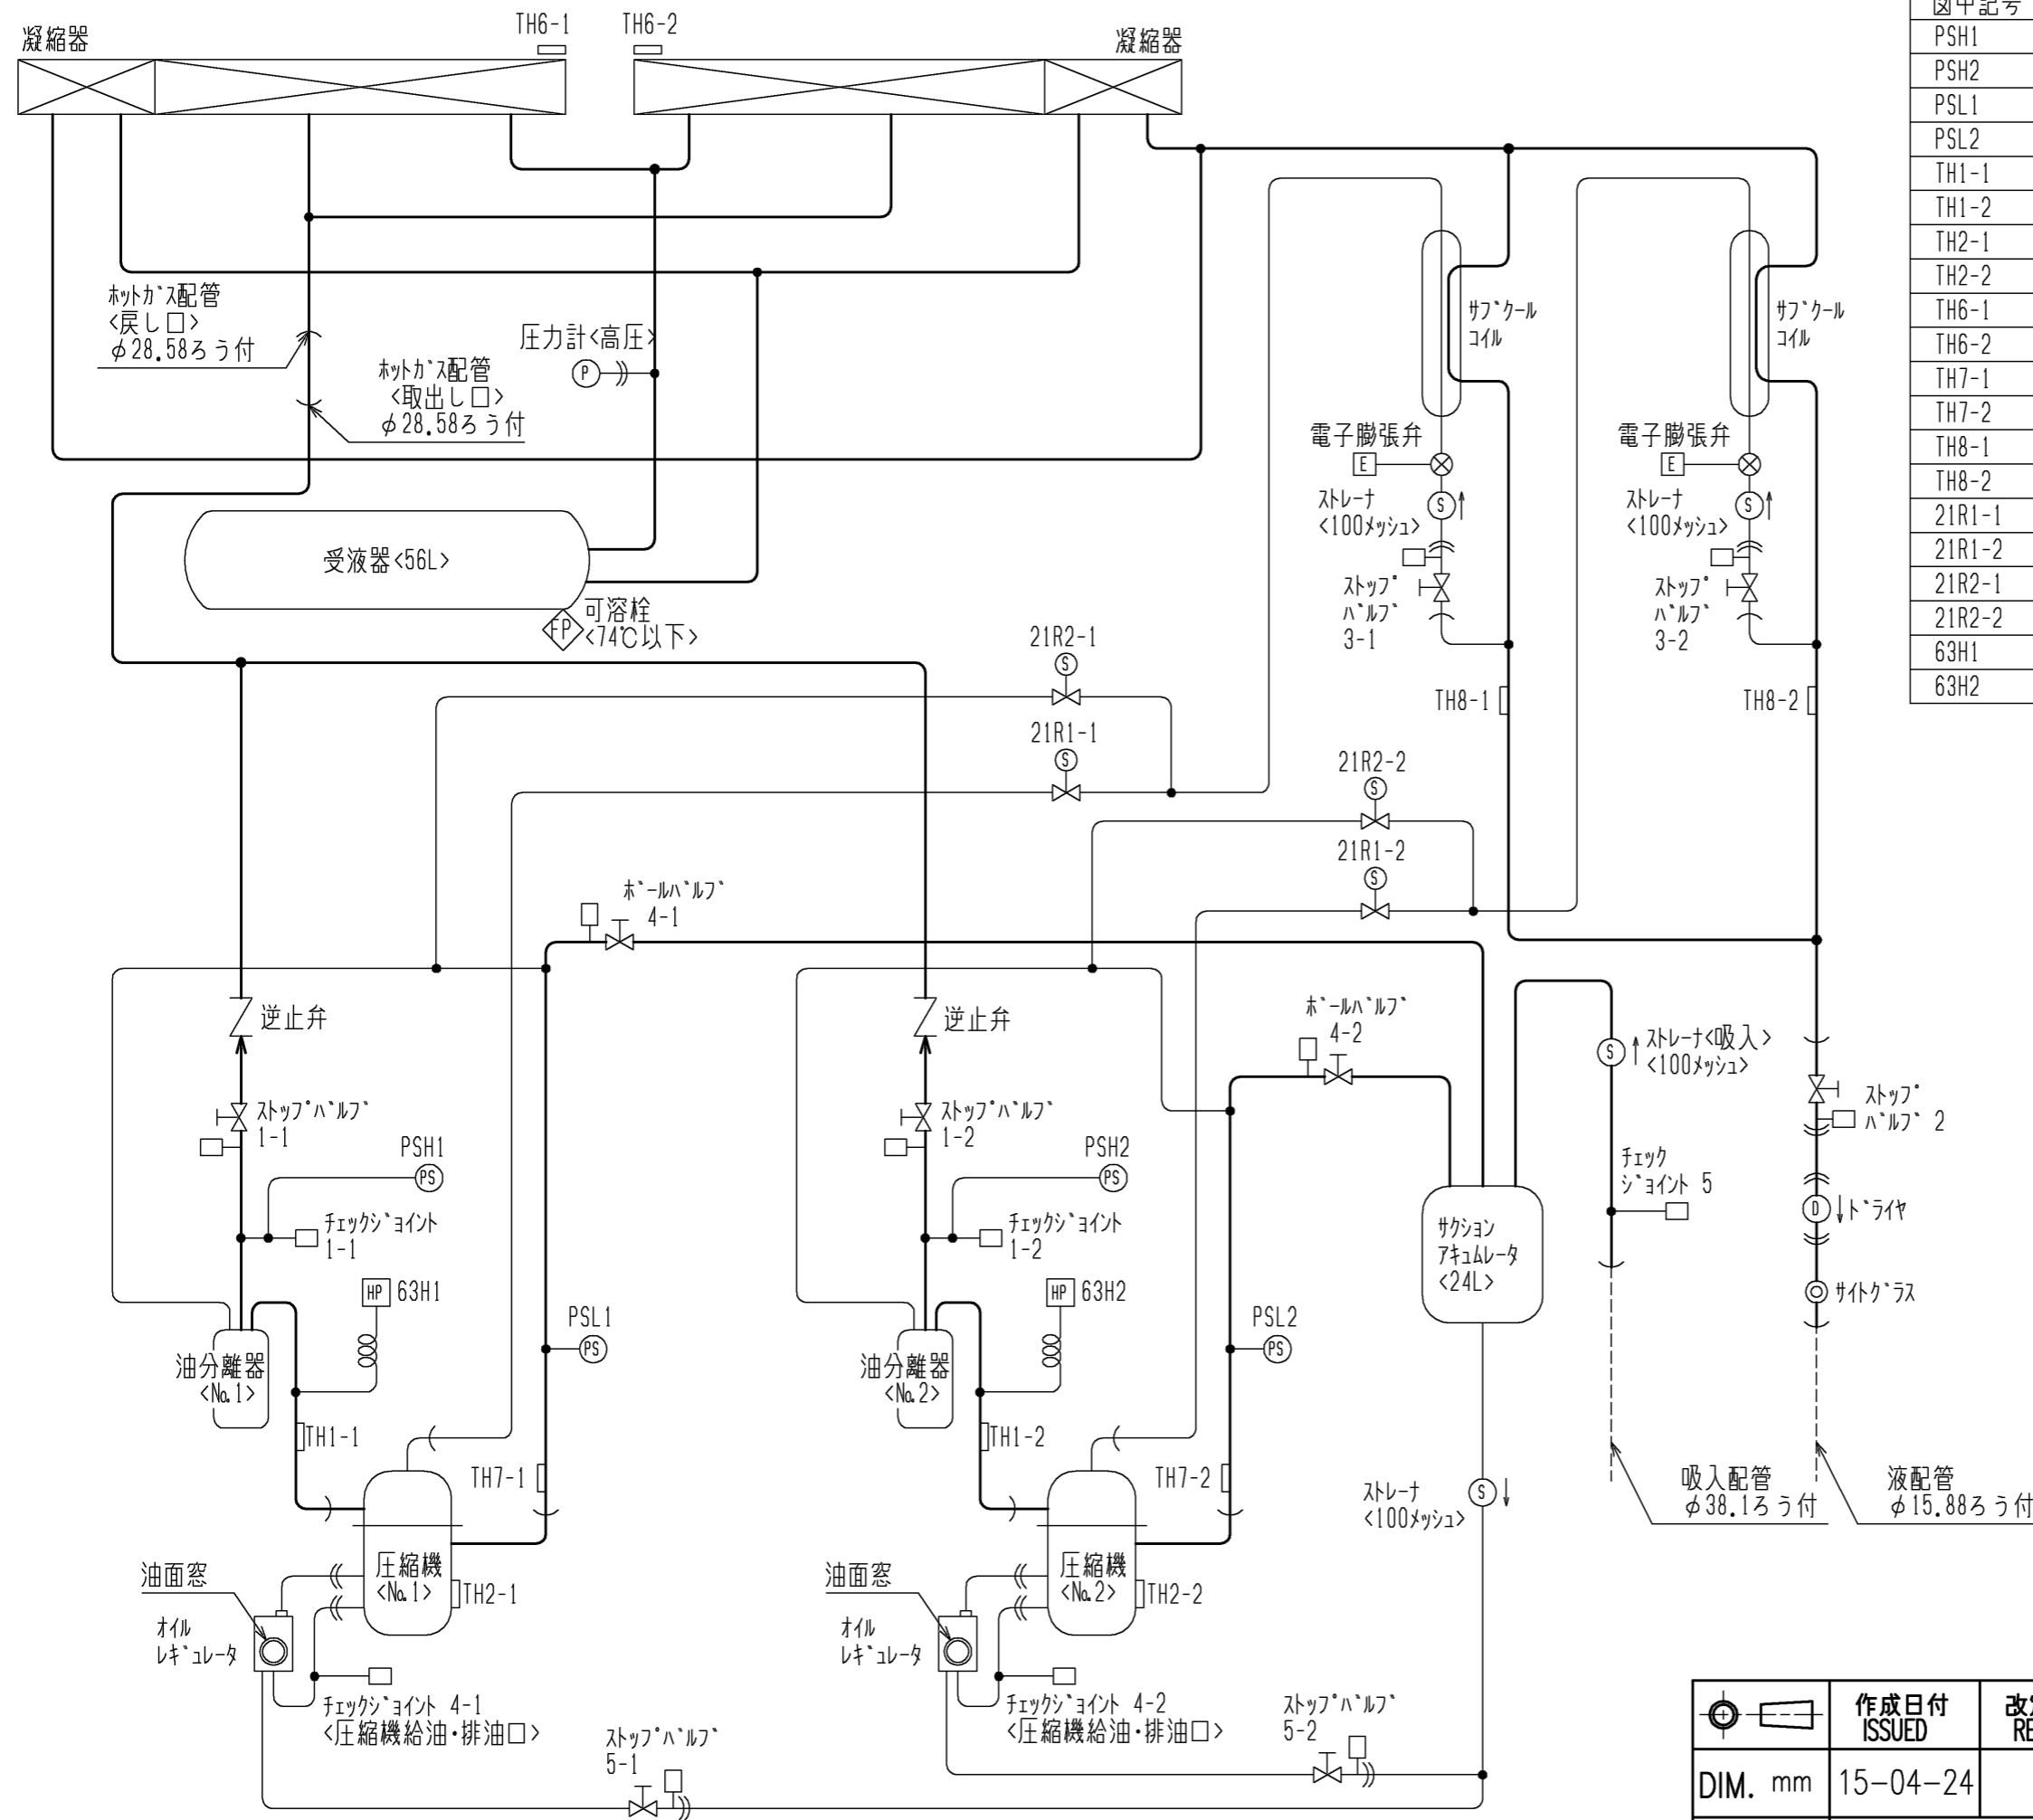 凝縮器
TH6-1
TH6-2
凝縮器
ホットガス配管
<戻し口>
φ28.58ろう付
ホットガス配管
<取出し口>
φ28.58ろう付
圧力計<高圧>
P
受液器<56L>
FP
可溶栓
<74℃以下>
サブクール
コイル
サブクール
コイル
電子膨張弁
E
電子膨張弁
E
ストレーナ
<100メッシュ>
S
ストレーナ
<100メッシュ>
S
ストップ
バルブ
3-1
ストップ
バルブ
3-2
TH8-1
TH8-2
21R2-1
S
21R1-1
S
21R2-2
S
21R1-2
S
ボールバルブ
4-1
ボールバルブ
4-2
逆止弁
逆止弁
ストップバルブ
1-1
ストップバルブ
1-2
PSH1
PS
PSH2
PS
チェックジョイント
1-1
チェックジョイント
1-2
HP
63H1
HP
63H2
PSL1
PS
PSL2
PS
油分離器
<No.1>
油分離器
<No.2>
TH1-1
TH1-2
TH7-1
TH7-2
圧縮機
<No.1>
圧縮機
<No.2>
TH2-1
TH2-2
油面窓
油面窓
オイル
レギュレータ
オイル
レギュレータ
チェックジョイント 4-1
<圧縮機給油・排油口>
チェックジョイント 4-2
<圧縮機給油・排油口>
ストップバルブ
5-1
ストップバルブ
5-2
サクション
アキュムレータ
<24L>
ストレーナ
<100メッシュ>
S
S
ストレーナ<吸入>
<100メッシュ>
チェック
ジョイント 5
ストップ
バルブ 2
D
ドライヤ
サイトグラス
吸入配管
φ38.1ろう付
液配管
φ15.88ろう付
図中記号
PSH1
PSH2
PSL1
PSL2
TH1-1
TH1-2
TH2-1
TH2-2
TH6-1
TH6-2
TH7-1
TH7-2
TH8-1
TH8-2
21R1-1
21R1-2
21R2-1
21R2-2
63H1
63H2
作成日付
ISSUED
DIM. mm
15-04-24